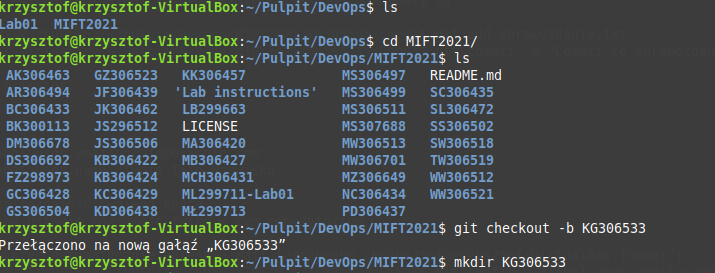 krzysztof@krzysztof-VirtualBox:~/Pulpit/DevOps$ ls
Lab01  MIFT2021
krzysztof@krzysztof-VirtualBox:~/Pulpit/DevOps$ cd MIFT2021/
krzysztof@krzysztof-VirtualBox:~/Pulpit/DevOps/MIFT2021$ ls
AK306463   GZ306523   KK306457            MS306497   README.md
AR306494   JF306439  'Lab instructions'   MS306499   SC306435
BC306433   JK306462   LB299663            MS306511   SL306472
BK300113   JS296512   LICENSE             MS307688   SS306502
DM306678   JS306506   MA306420            MW306513   SW306518
DS306692   KB306422   MB306427            MW306701   TW306519
FZ298973   KB306424   MCH306431           MZ306649   WW306512
GC306428   KC306429   ML299711-Lab01      NC306434   WW306521
GS306504   KD306438   MŁ299713            PD306437
krzysztof@krzysztof-VirtualBox:~/Pulpit/DevOps/MIFT2021$ git checkout -b KG306533
Przełączono na nową gałąź „KG306533”
krzysztof@krzysztof-VirtualBox:~/Pulpit/DevOps/MIFT2021$ mkdir KG306533